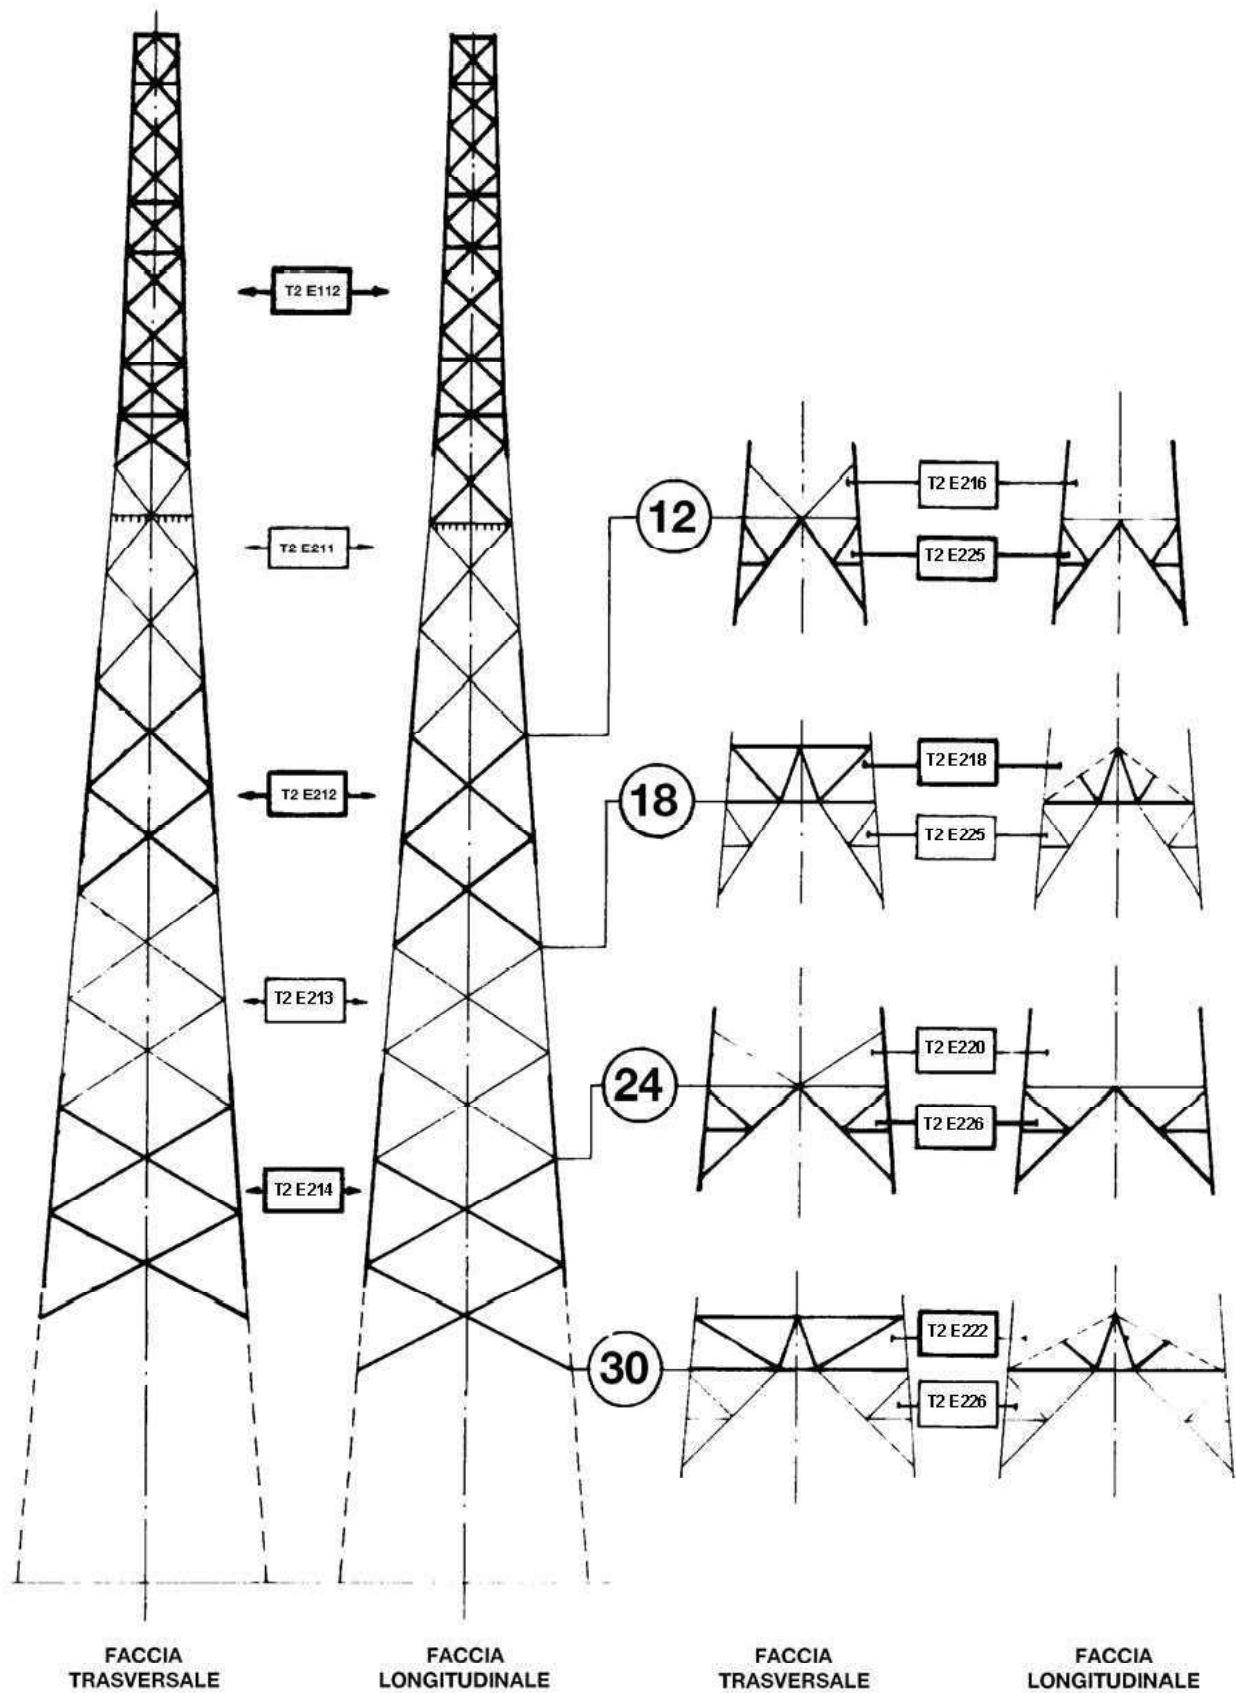 T2 E112
T2 E211
T2 E212
T2 E213
T2 E214
12
T2 E216
T2 E225
18
T2 E218
T2 E225
24
T2 E220
T2 E226
30
T2 E222
T2 E226
FACCIA
TRASVERSALE
FACCIA
LONGITUDINALE
FACCIA
TRASVERSALE
FACCIA
LONGITUDINALE